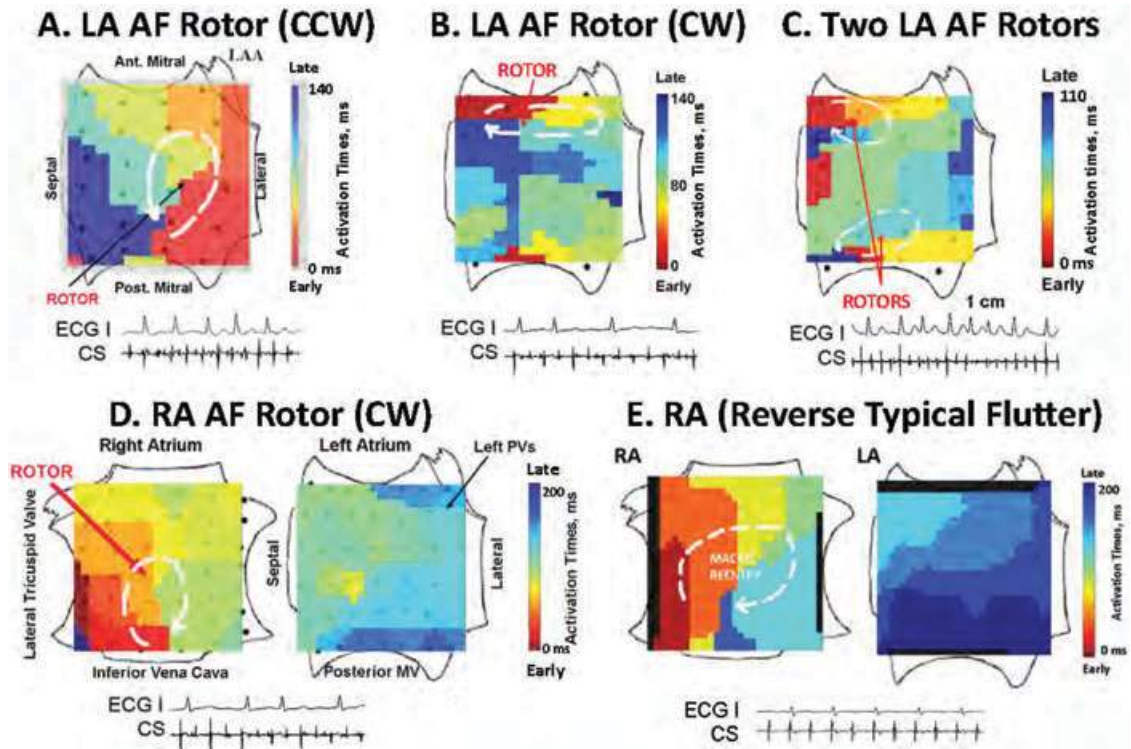 A. LA AF Rotor (CCW)
Ant. Mitral
LAA
Late
140
Septal
Lateral
Activation Times, ms
0 ms
Early
Post. Mitral
ROTOR
ECG I
CS
B. LA AF Rotor (CW)
ROTOR
Late
140
80
0
Activation Times, ms
Early
ECG I
CS
C. Two LA AF Rotors
Late
110
Activation times, ms
0 ms
Early
ROTORS
1 cm
ECG I
CS
D. RA AF Rotor (CW)
Right Atrium
Left Atrium
Left PVs
ROTOR
Late
200
Lateral Tricuspid Valve
Septal
Lateral
Activation Times, ms
0 ms
Early
Inferior Vena Cava
Posterior MV
ECG I
CS
E. RA (Reverse Typical Flutter)
RA
LA
Late
200
MACRO
REENTRY
Activation Times, ms
0 ms
Early
ECG I
CS